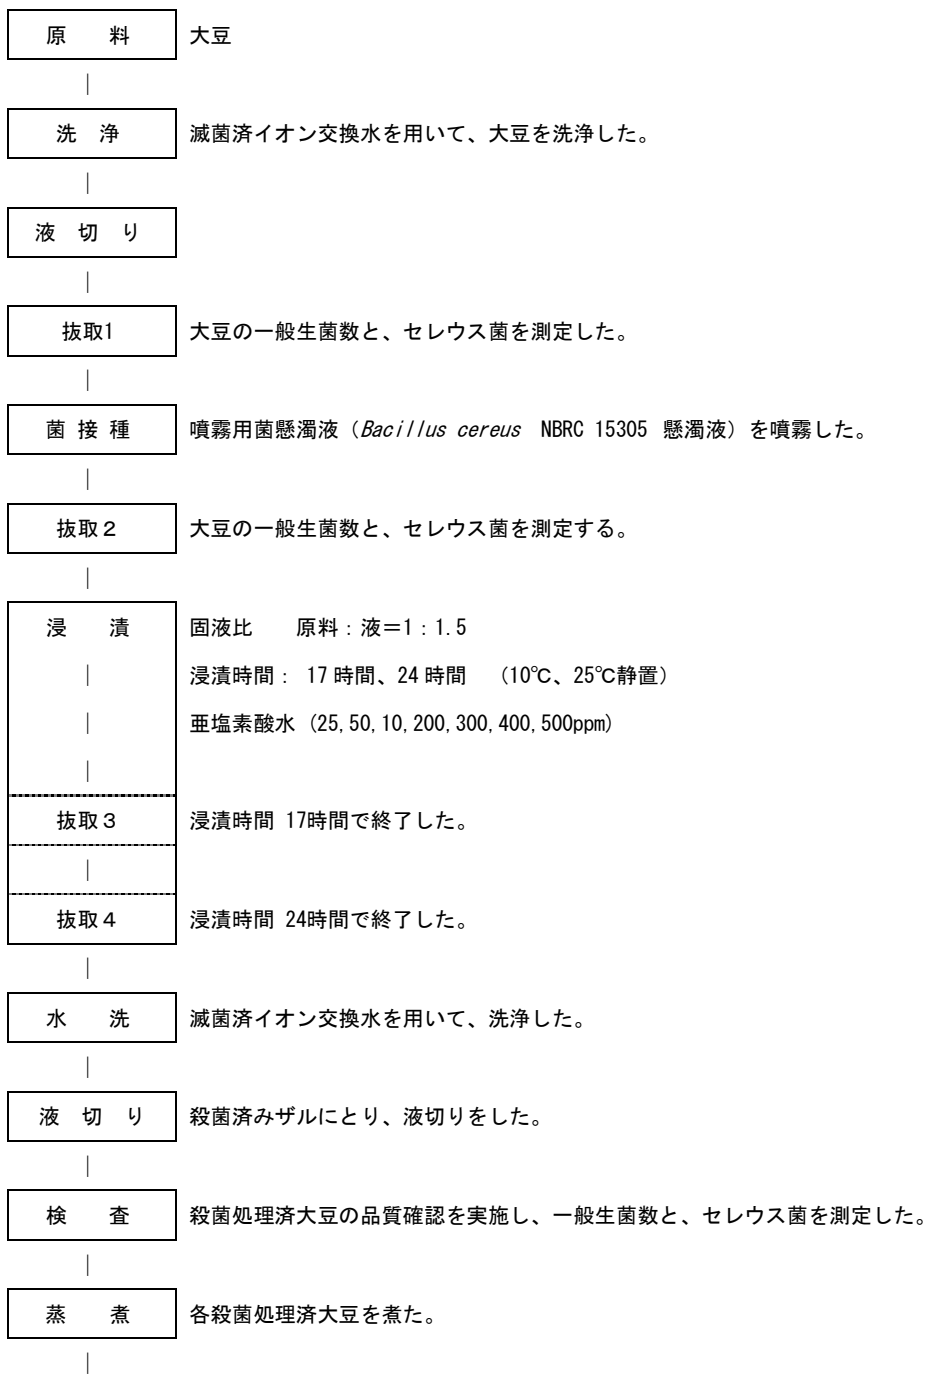 原　料　大豆
洗　浄　滅菌済イオン交換水を用いて、大豆を洗浄した。
液　切　り
抜取1　大豆の一般生菌数と、セレウス菌を測定した。
菌 接 種　噴霧用菌懸濁液（Bacillus cereus NBRC 15305 懸濁液）を噴霧した。
抜取２　大豆の一般生菌数と、セレウス菌を測定する。
浸　漬　固液比　　原料：液＝1：1.5
浸漬時間： 17 時間、24 時間　（10℃、25℃静置）
亜塩素酸水 (25,50,10,200,300,400,500ppm)
抜取３　浸漬時間 17時間で終了した。
抜取４　浸漬時間 24時間で終了した。
水　洗　滅菌済イオン交換水を用いて、洗浄した。
液　切　り　殺菌済みザルにとり、液切りをした。
検　査　殺菌処理済大豆の品質確認を実施し、一般生菌数と、セレウス菌を測定した。
蒸　煮　各殺菌処理済大豆を煮た。